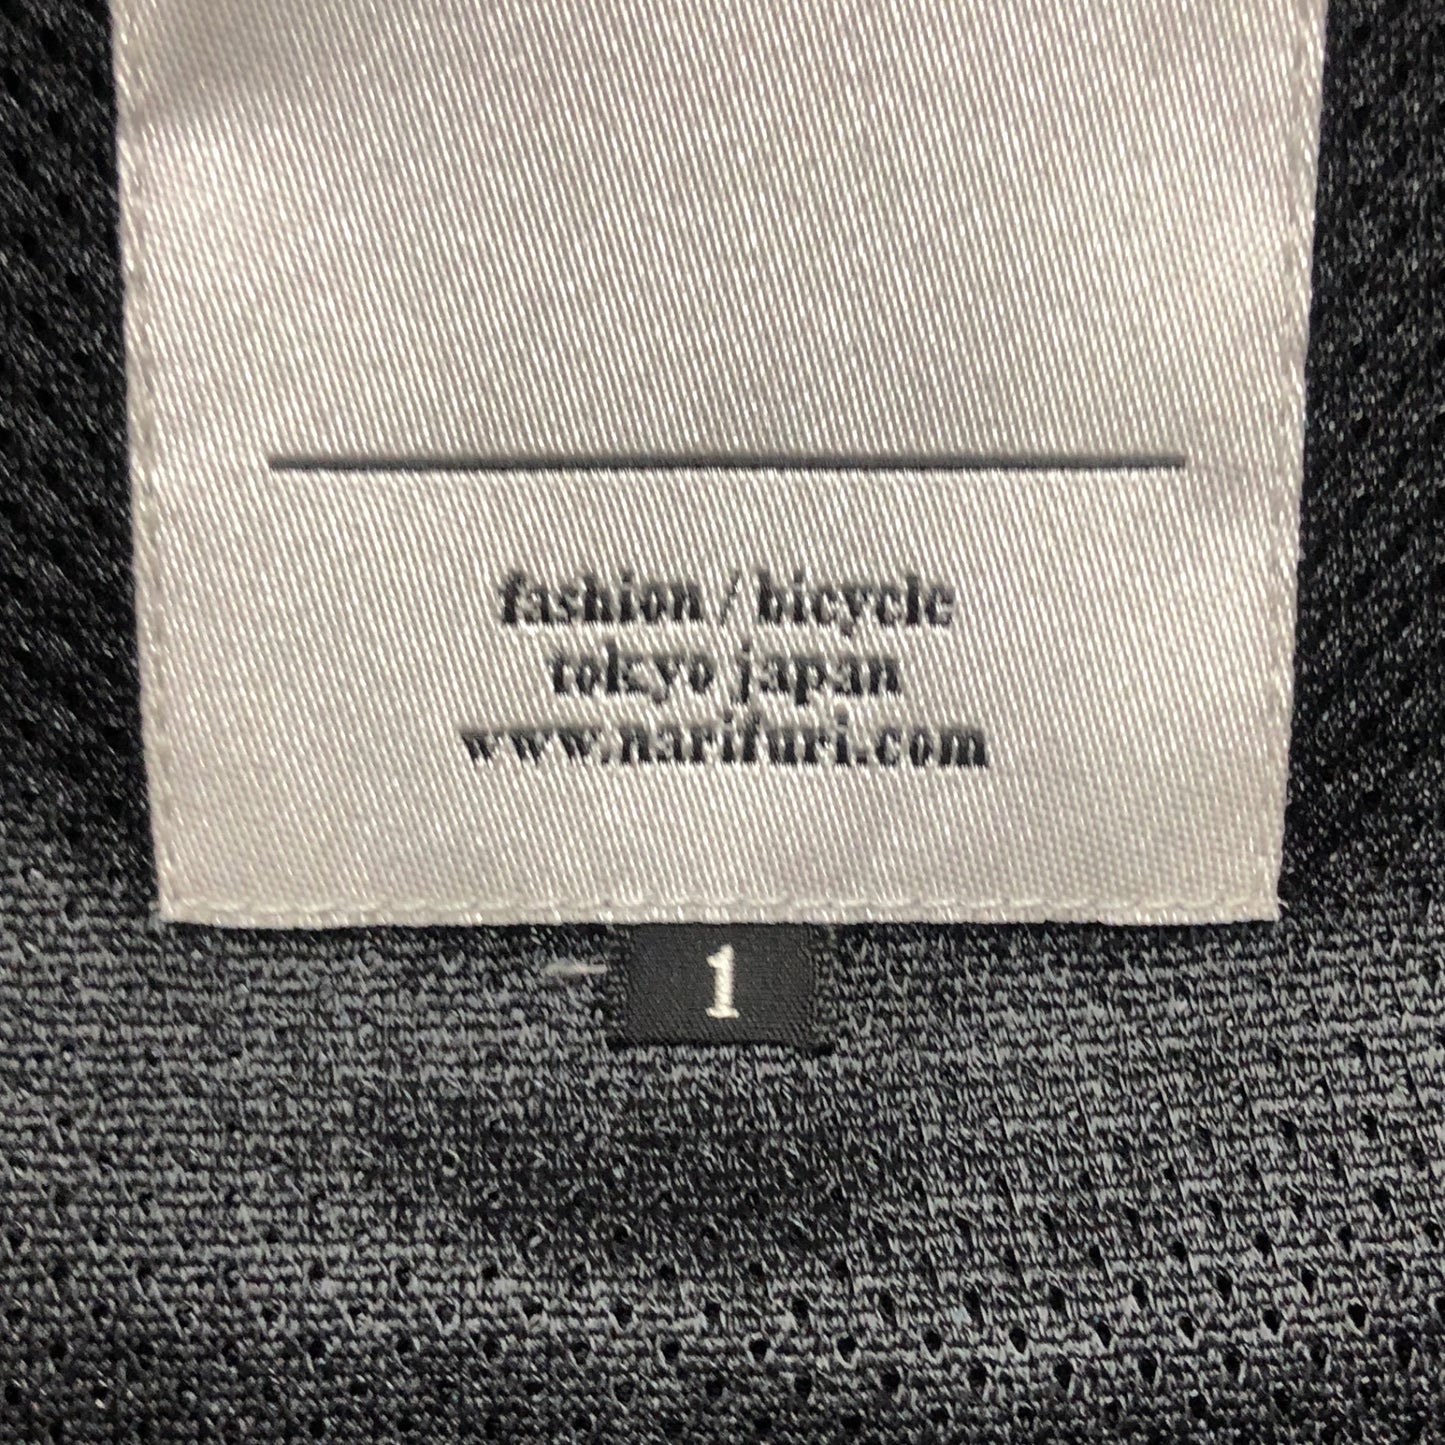 fashion / bicycle
tokyo japan
www.narifuri.com
1